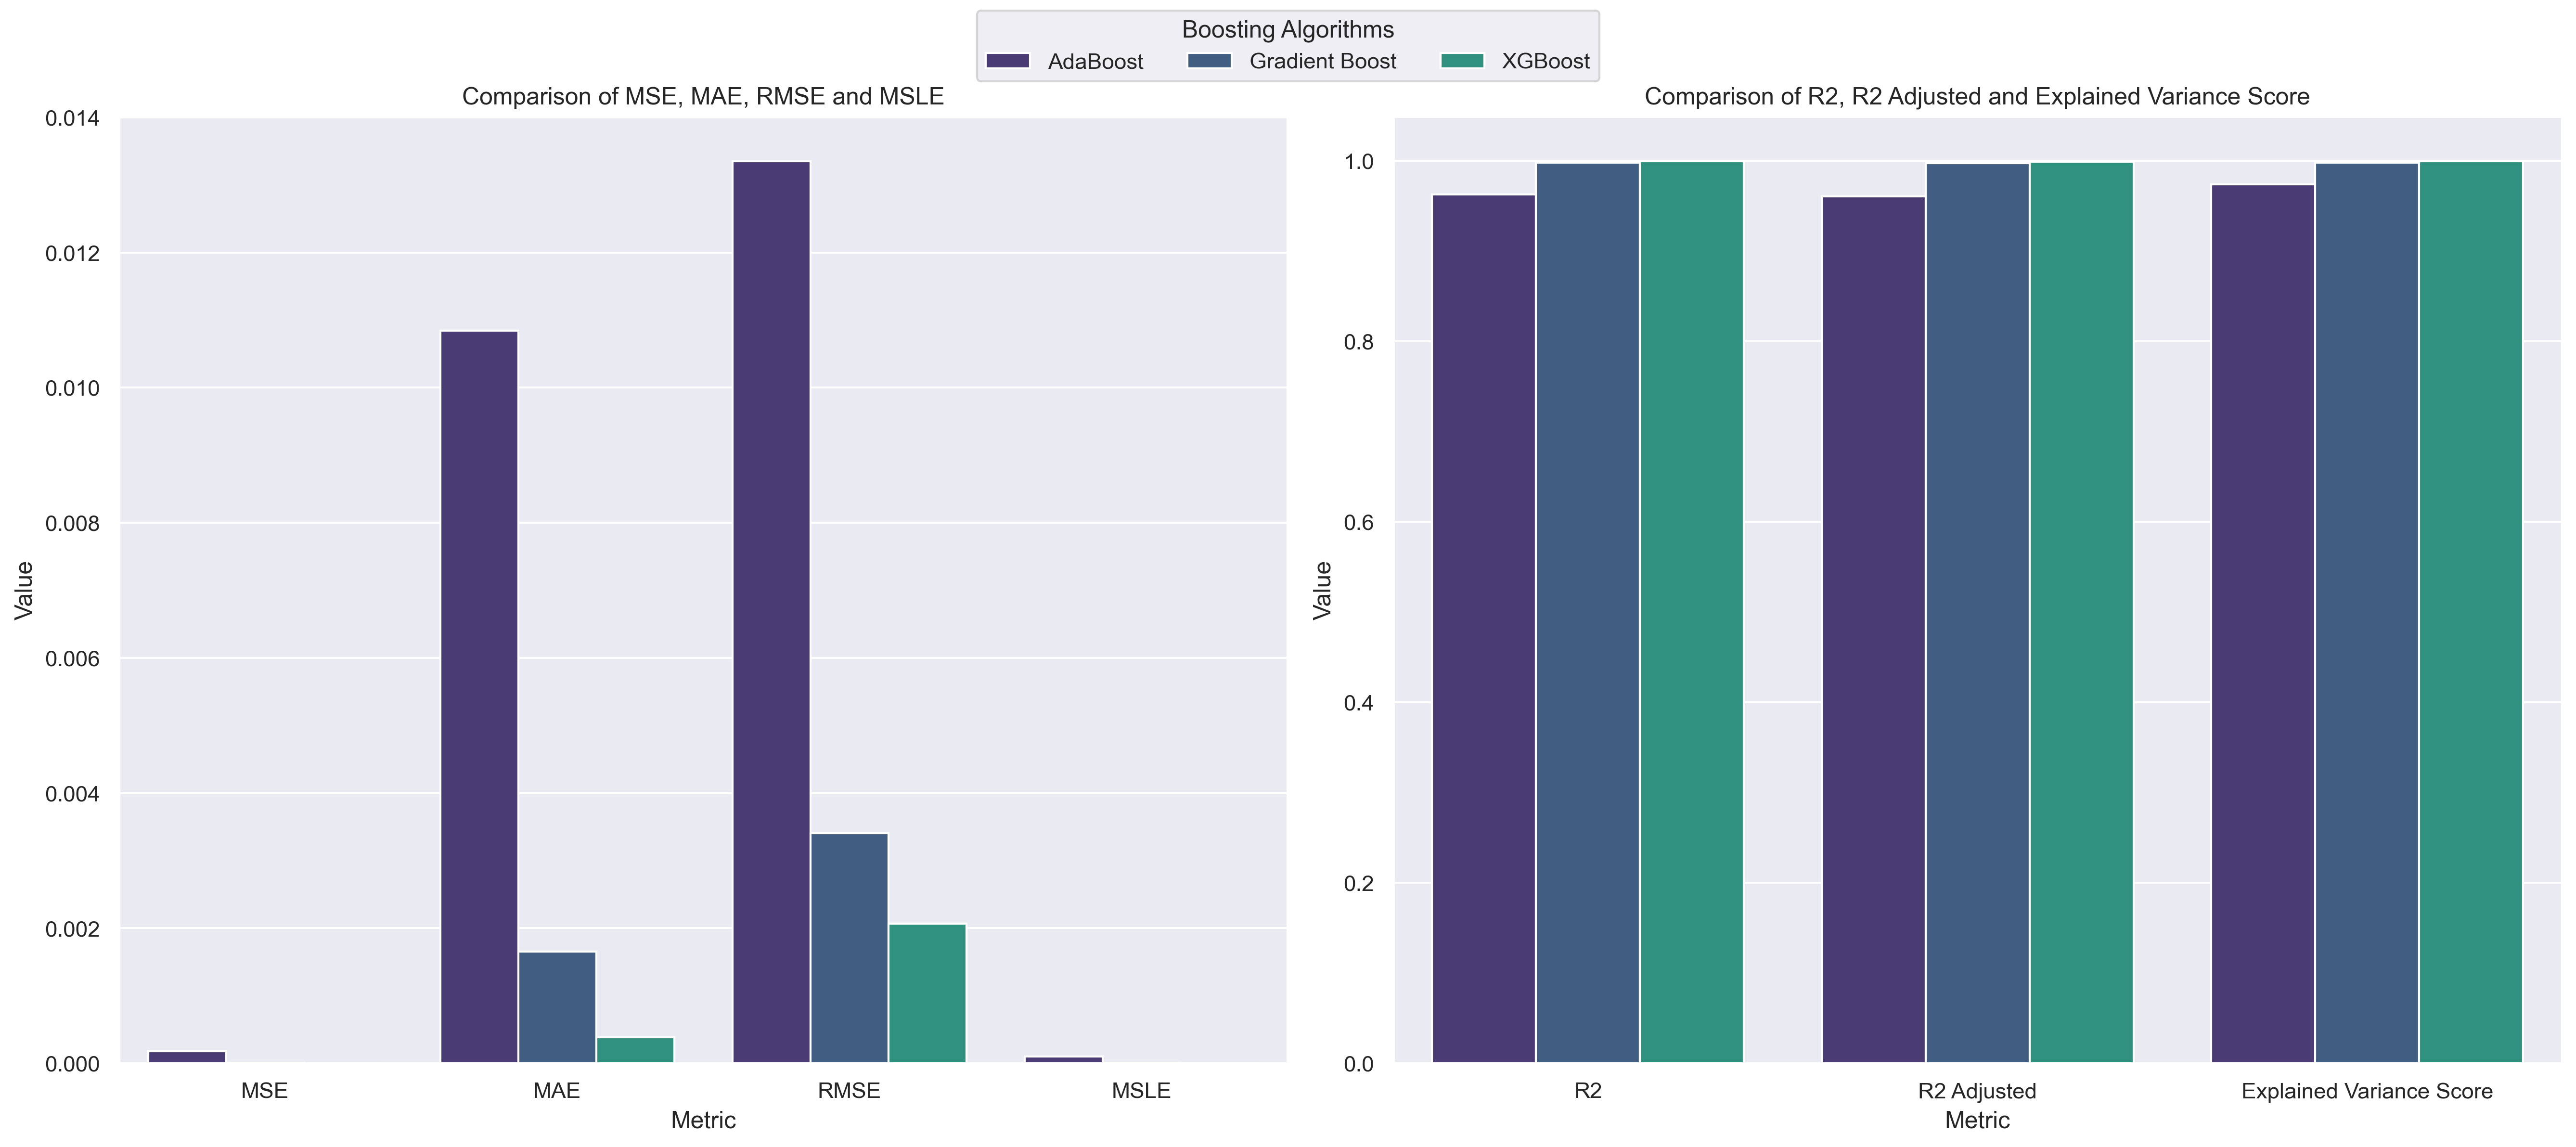 Boosting Algorithms
AdaBoost Gradient Boost XGBoost
Comparison of MSE, MAE, RMSE and MSLE
0.014
0.012
0.010
0.008
0.006
0.004
0.002
0.000
Value
MSE MAE RMSE MSLE
Metric
Comparison of R2, R2 Adjusted and Explained Variance Score
1.0
0.8
0.6
0.4
0.2
0.0
Value
R2 R2 Adjusted Explained Variance Score
Metric